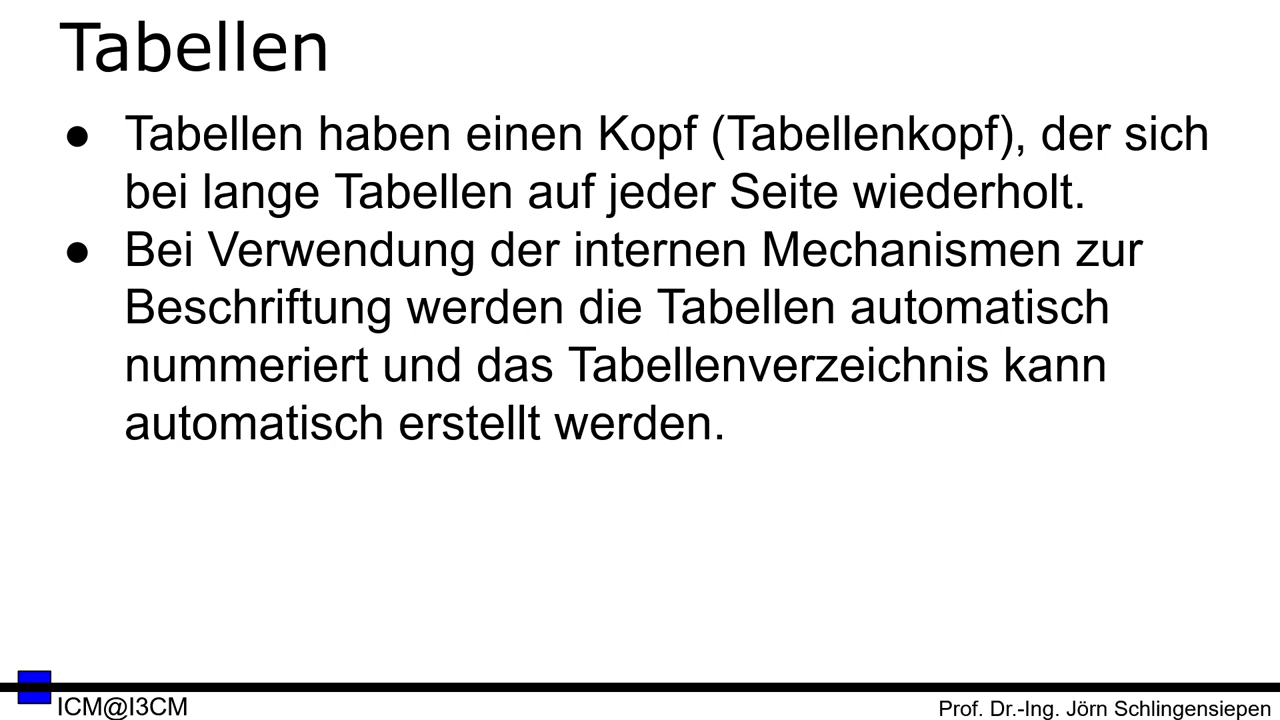 Tabellen
● Tabellen haben einen Kopf (Tabellenkopf), der sich
bei lange Tabellen auf jeder Seite wiederholt.
● Bei Verwendung der internen Mechanismen zur
Beschriftung werden die Tabellen automatisch
nummeriert und das Tabellenverzeichnis kann
automatisch erstellt werden.
ICM@I3CM
Prof. Dr.-Ing. Jörn Schlingensiepen